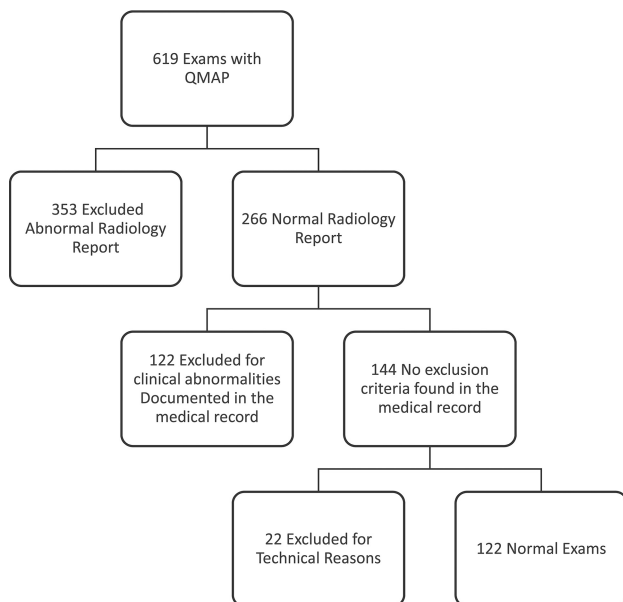 619 Exams with
QMAP
353 Excluded
Abnormal Radiology
Report
266 Normal Radiology
Report
122 Excluded for
clinical abnormalities
Documented in the
medical record
144 No exclusion
criteria found in the
medical record
22 Excluded for
Technical Reasons
122 Normal Exams